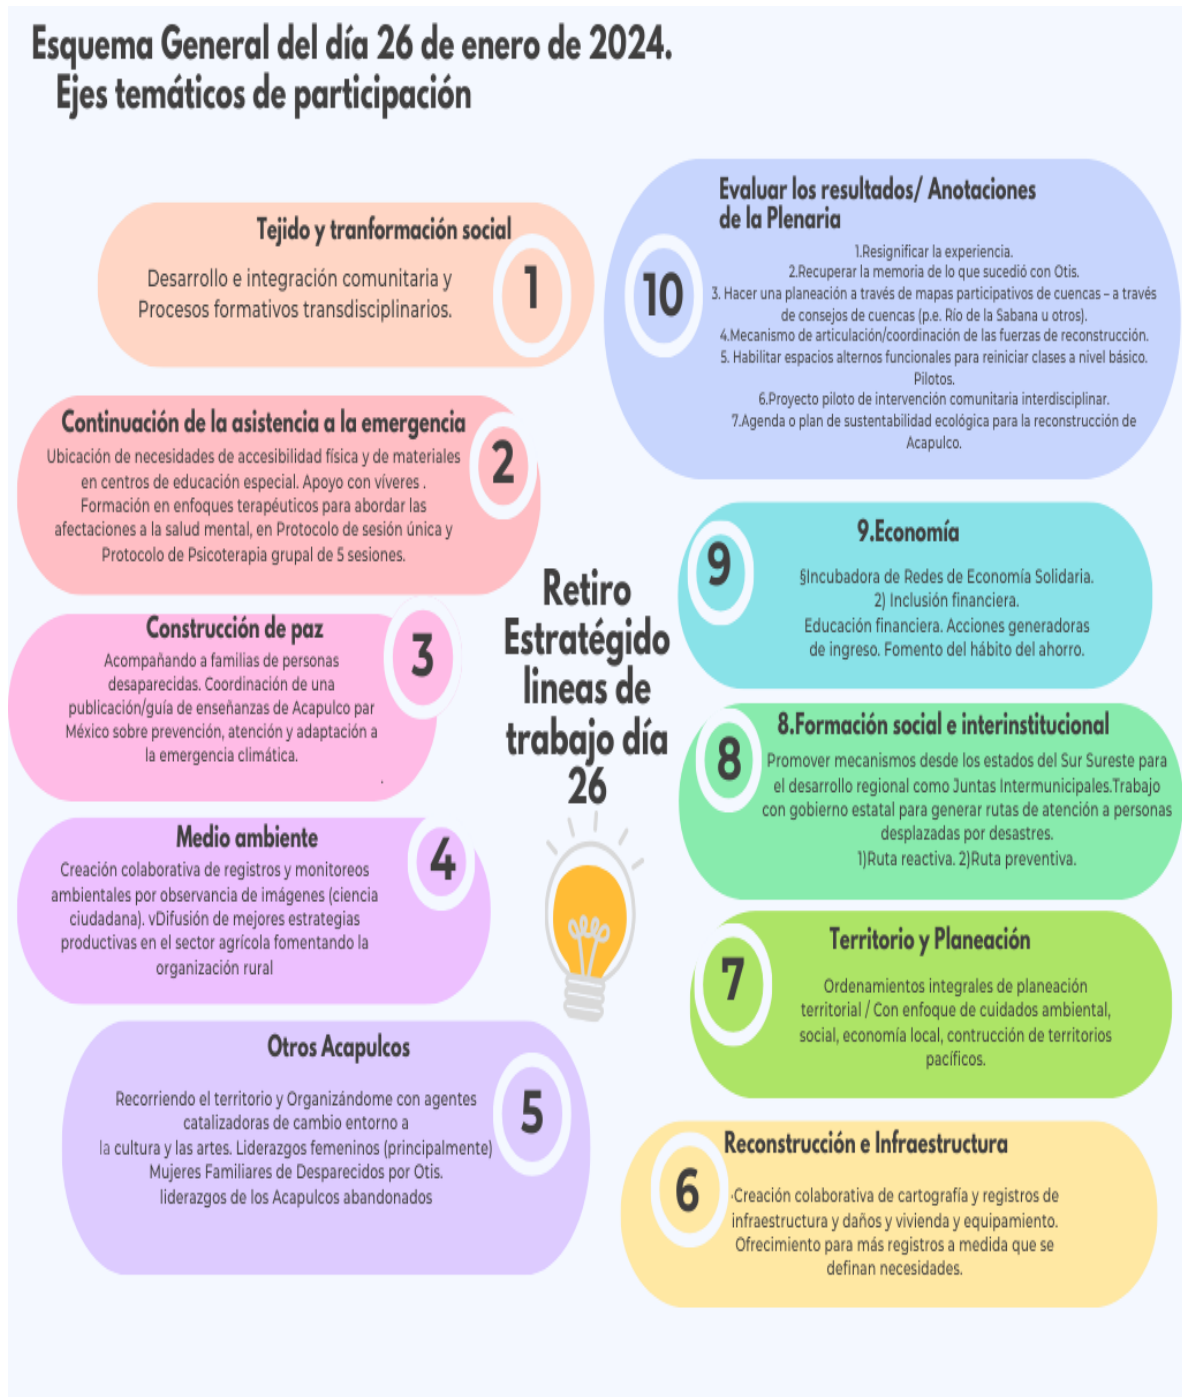 Esquema General del día 26 de enero de 2024.
Ejes temáticos de participación
Tejido y tranformación social
1
Desarrollo e integración comunitaria y
Procesos formativos transdisciplinarios.
Continuación de la asistencia a la emergencia
2
Ubicación de necesidades de accesibilidad física y de materiales
en centros de educación especial. Apoyo con víveres .
Formación en enfoques terapéuticos para abordar las
afectaciones a la salud mental, en Protocolo de sesión única y
Protocolo de Psicoterapia grupal de 5 sesiones.
Construcción de paz
3
Acompañando a familias de personas
desaparecidas. Coordinación de una
publicación/guía de enseñanzas de Acapulco par
México sobre prevención, atención y adaptación a
la emergencia climática.
.
Medio ambiente
4
Creación colaborativa de registros y monitoreos
ambientales por observancia de imágenes (ciencia
ciudadana). vDifusión de mejores estrategias
productivas en el sector agrícola fomentando la
organización rural
Otros Acapulcos
5
Recorriendo el territorio y Organizándome con agentes
catalizadoras de cambio entorno a
la cultura y las artes. Liderazgos femeninos (principalmente)
Mujeres Familiares de Desparecidos por Otis.
liderazgos de los Acapulcos abandonados
Retiro
Estratégido
lineas de
trabajo día
26
Evaluar los resultados/ Anotaciones
de la Plenaria
10
1.Resignificar la experiencia.
2.Recuperar la memoria de lo que sucedió con Otis.
3. Hacer una planeación a través de mapas participativos de cuencas – a través
de consejos de cuencas (p.e. Río de la Sabana u otros).
4.Mecanismo de articulación/coordinación de las fuerzas de reconstrucción.
5. Habilitar espacios alternos funcionales para reiniciar clases a nivel básico.
Pilotos.
6.Proyecto piloto de intervención comunitaria interdisciplinar.
7.Agenda o plan de sustentabilidad ecológica para la reconstrucción de
Acapulco.
9.Economía
9
§Incubadora de Redes de Economía Solidaria.
2) Inclusión financiera.
Educación financiera. Acciones generadoras
de ingreso. Fomento del hábito del ahorro.
8.Formación social e interinstitucional
8
Promover mecanismos desde los estados del Sur Sureste para
el desarrollo regional como Juntas Intermunicipales.Trabajo
con gobierno estatal para generar rutas de atención a personas
desplazadas por desastres.
1)Ruta reactiva. 2)Ruta preventiva.
Territorio y Planeación
7
Ordenamientos integrales de planeación
territorial / Con enfoque de cuidados ambiental,
social, economía local, contrucción de territorios
pacíficos.
Reconstrucción e Infraestructura
6
·Creación colaborativa de cartografía y registros de
infraestructura y daños y vivienda y equipamiento.
Ofrecimiento para más registros a medida que se
definan necesidades.